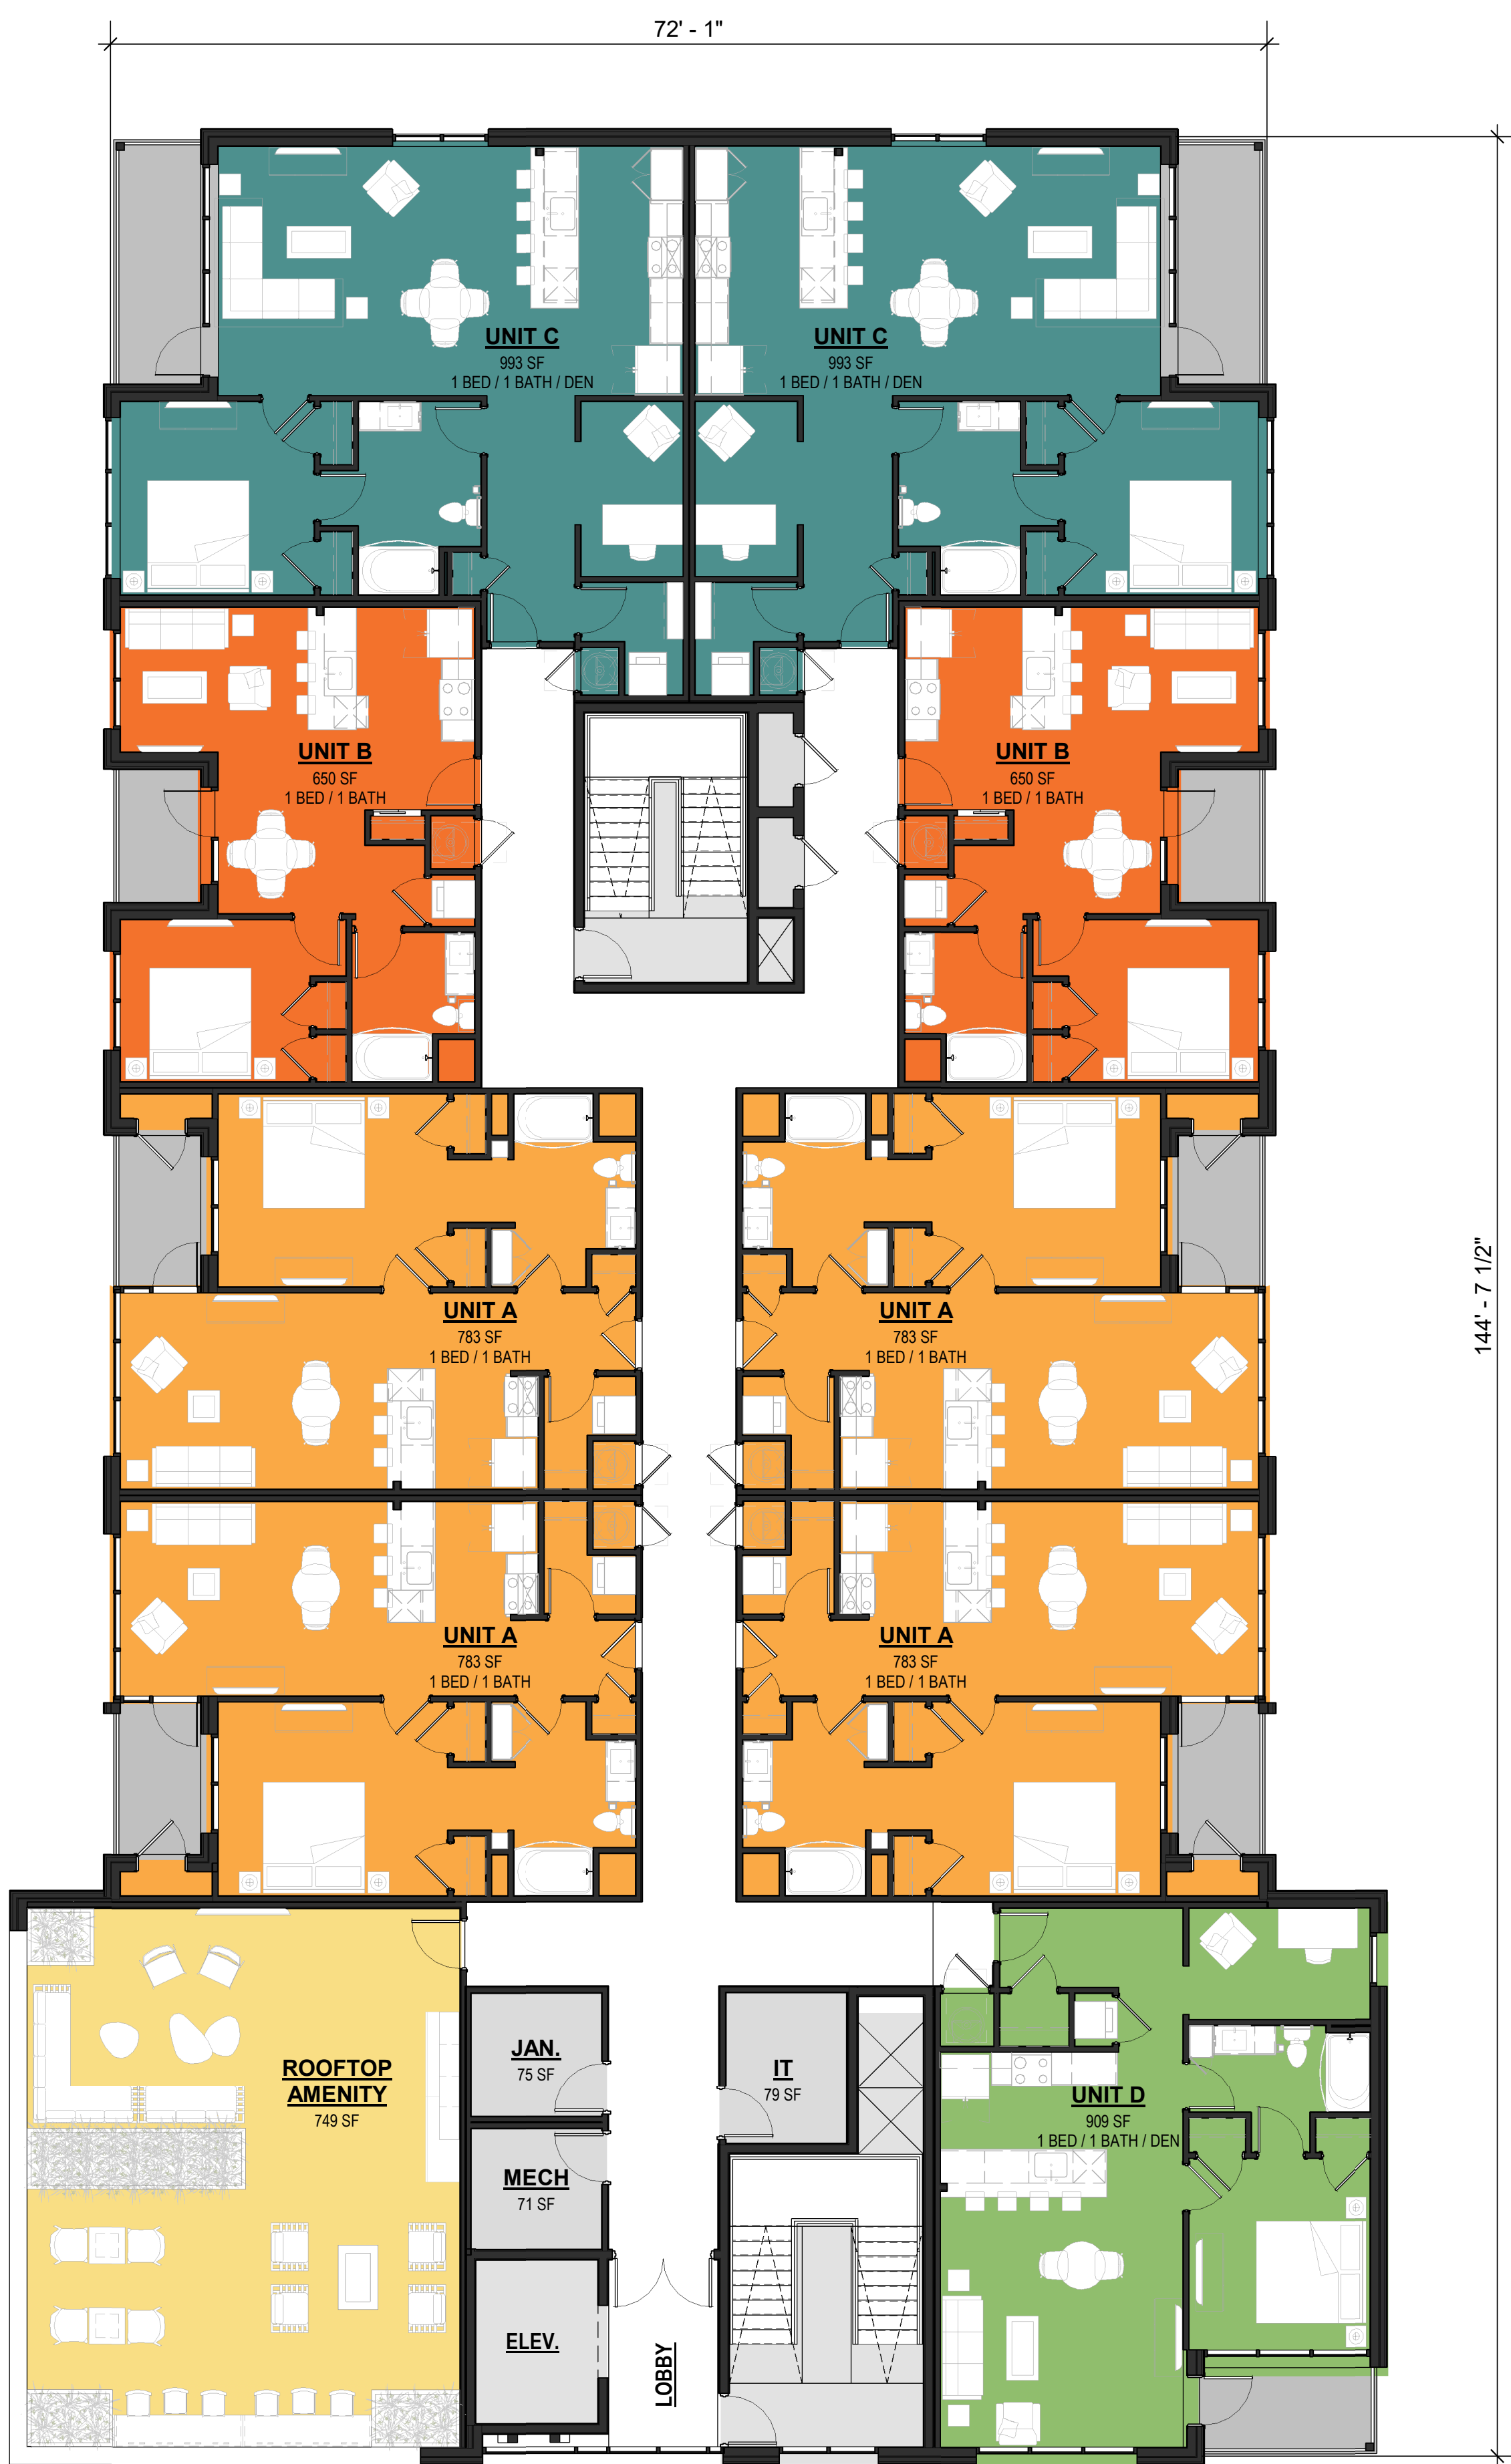 72' - 1"
UNIT C
993 SF
1 BED / 1 BATH / DEN
UNIT C
993 SF
1 BED / 1 BATH / DEN
UNIT B
650 SF
1 BED / 1 BATH
UNIT B
650 SF
1 BED / 1 BATH
144' - 7 1/2"
UNIT A
783 SF
1 BED / 1 BATH
UNIT A
783 SF
1 BED / 1 BATH
UNIT A
783 SF
1 BED / 1 BATH
UNIT A
783 SF
1 BED / 1 BATH
ROOFTOP
AMENITY
749 SF
JAN.
75 SF
IT
79 SF
UNIT D
909 SF
1 BED / 1 BATH / DEN
MECH
71 SF
ELEV.
LOBBY